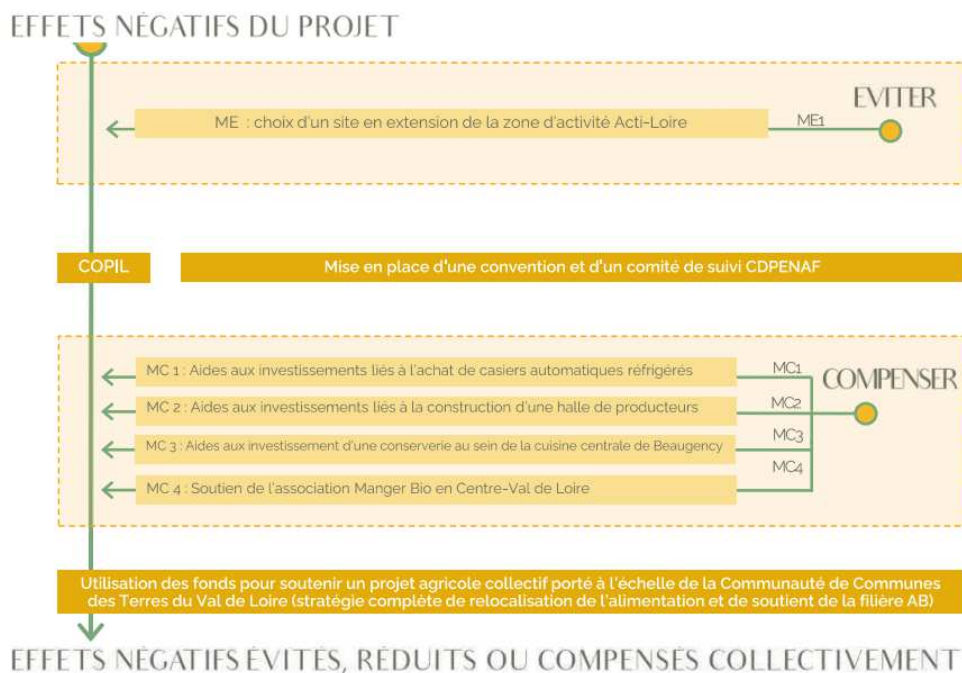 EFFETS NÉGATIFS DU PROJET
EVITER
ME : choix d'un site en extension de la zone d'activité Acti-Loire
ME1
COPIL
Mise en place d'une convention et d'un comité de suivi CDPENAF
MC 1 : Aides aux investissements liés à l'achat de casiers automatiques réfrigérés
MC1
COMPENSER
MC 2 : Aides aux investissements liés à la construction d'une halle de producteurs
MC2
MC 3 : Aides aux investissement d'une conserverie au sein de la cuisine centrale de Beaugency
MC3
MC 4 : Soutien de l'association Manger Bio en Centre-Val de Loire
MC4
Utilisation des fonds pour soutenir un projet agricole collectif porté à l'échelle de la Communauté de Communes
des Terres du Val de Loire (stratégie complète de relocalisation de l'alimentation et de soutient de la filière AB)
EFFETS NÉGATIFS ÉVITÉS, RÉDUITS OU COMPENSÉS COLLECTIVEMENT